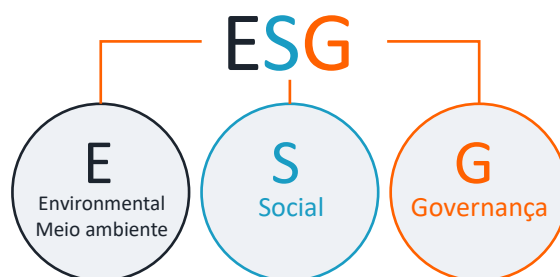 ESG
E
Environmental
Meio ambiente
S
Social
G
Governança